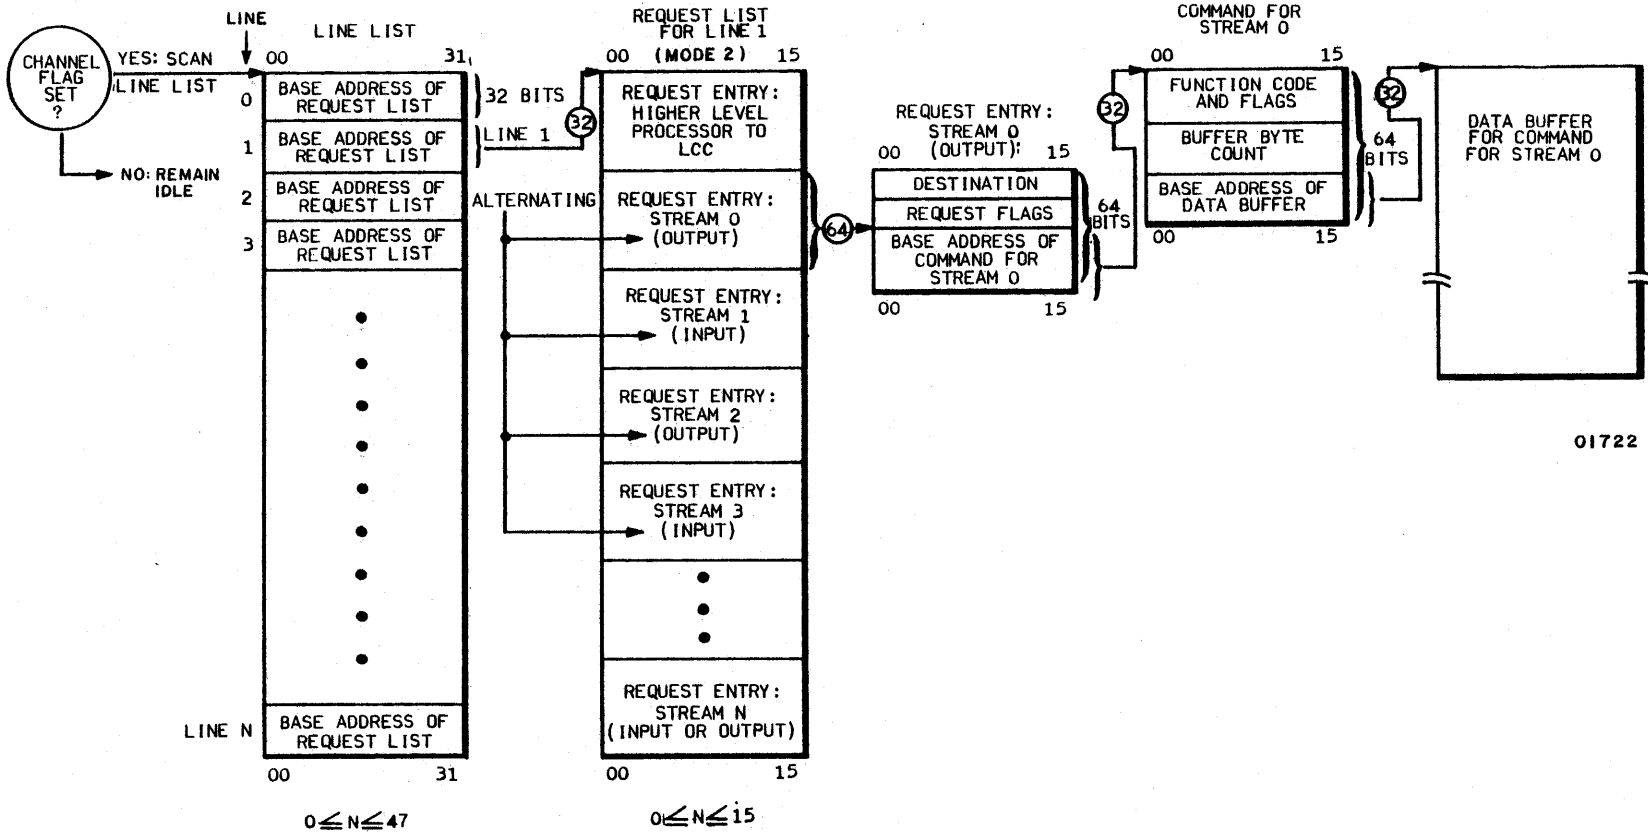 CHANNEL
FLAG
SET
?
YES: SCAN
LINE LIST
NO: REMAIN
IDLE
LINE
LINE LIST
00 31
0
BASE ADDRESS OF
REQUEST LIST
1
BASE ADDRESS OF
REQUEST LIST
2
BASE ADDRESS OF
REQUEST LIST
3
BASE ADDRESS OF
REQUEST LIST
LINE N
BASE ADDRESS OF
REQUEST LIST
00 31
0≦N≦47
32 BITS
LINE 1
32
ALTERNATING
REQUEST LIST
FOR LINE 1
(MODE 2)
00 15
REQUEST ENTRY:
HIGHER LEVEL
PROCESSOR TO
LCC
REQUEST ENTRY:
STREAM 0
(OUTPUT)
REQUEST ENTRY:
STREAM 1
(INPUT)
REQUEST ENTRY:
STREAM 2
(OUTPUT)
REQUEST ENTRY:
STREAM 3
(INPUT)
REQUEST ENTRY:
STREAM N
(INPUT OR OUTPUT)
00 15
0≦N≦15
64
REQUEST ENTRY:
STREAM 0
(OUTPUT):
00 15
DESTINATION
REQUEST FLAGS
BASE ADDRESS OF
COMMAND FOR
STREAM 0
00 15
64
BITS
32
COMMAND FOR
STREAM 0
00 15
FUNCTION CODE
AND FLAGS
BUFFER BYTE
COUNT
BASE ADDRESS OF
DATA BUFFER
00 15
64
BITS
32
DATA BUFFER
FOR COMMAND
FOR STREAM 0
01722